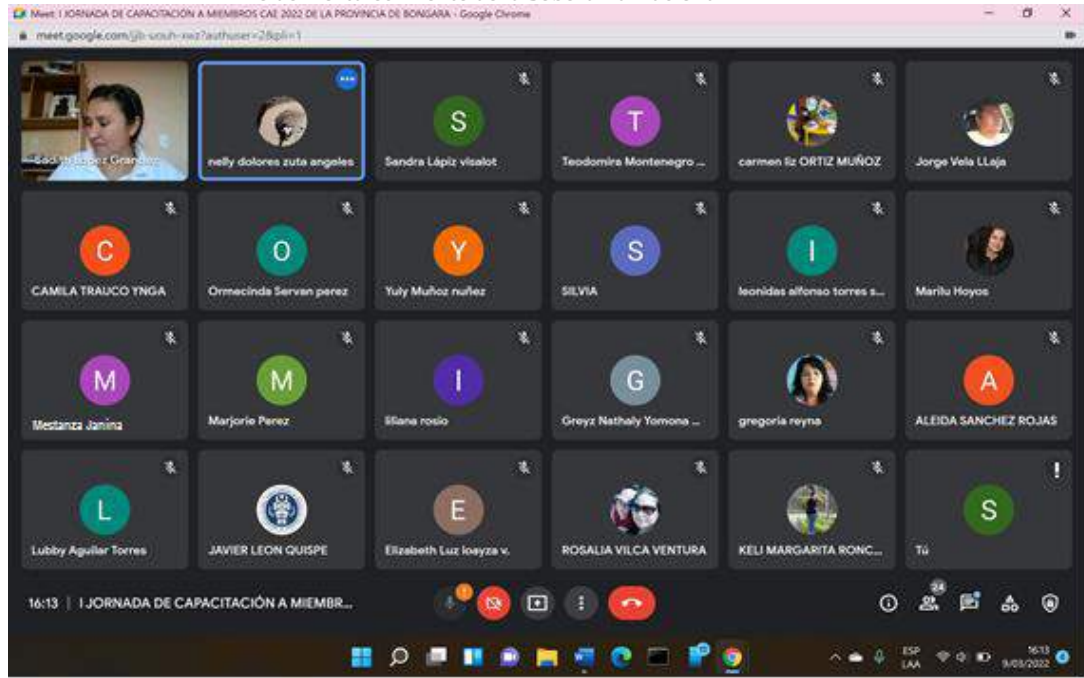 Meet: I JORNADA DE CAPACITACIÓN A MIEMBROS CAE 2022 DE LA PROVINCIA DE BONGARA - Google Chrome
meet.google.com/
nelly dolores zuta angeles
S
Sandra Lápiz visalot
T
Teodomira Montenegro ...
carmen liz ORTIZ MUÑOZ
Jorge Vela LLaja
C
CAMILA TRAUCO YNGA
O
Ormecinda Servan perez
Y
Yuly Muñoz nuñez
S
SILVIA
l
leonidas alfonso torres s...
Marilu Hoyos
M
Mestanza Janina
M
Marjorie Perez
l
liliana rosio
G
Greyz Nathaly Yomona ...
gregoria reyna
A
ALEIDA SANCHEZ ROJAS
L
Lubby Aguilar Torres
JAVIER LEON QUISPE
E
Elizabeth Luz loayza v.
ROSALIA VILCA VENTURA
KELI MARGARITA RONC...
S
Tú
16:13 | I JORNADA DE CAPACITACIÓN A MIEMBR...
24
ESP
LAA
16:13
9/03/2022